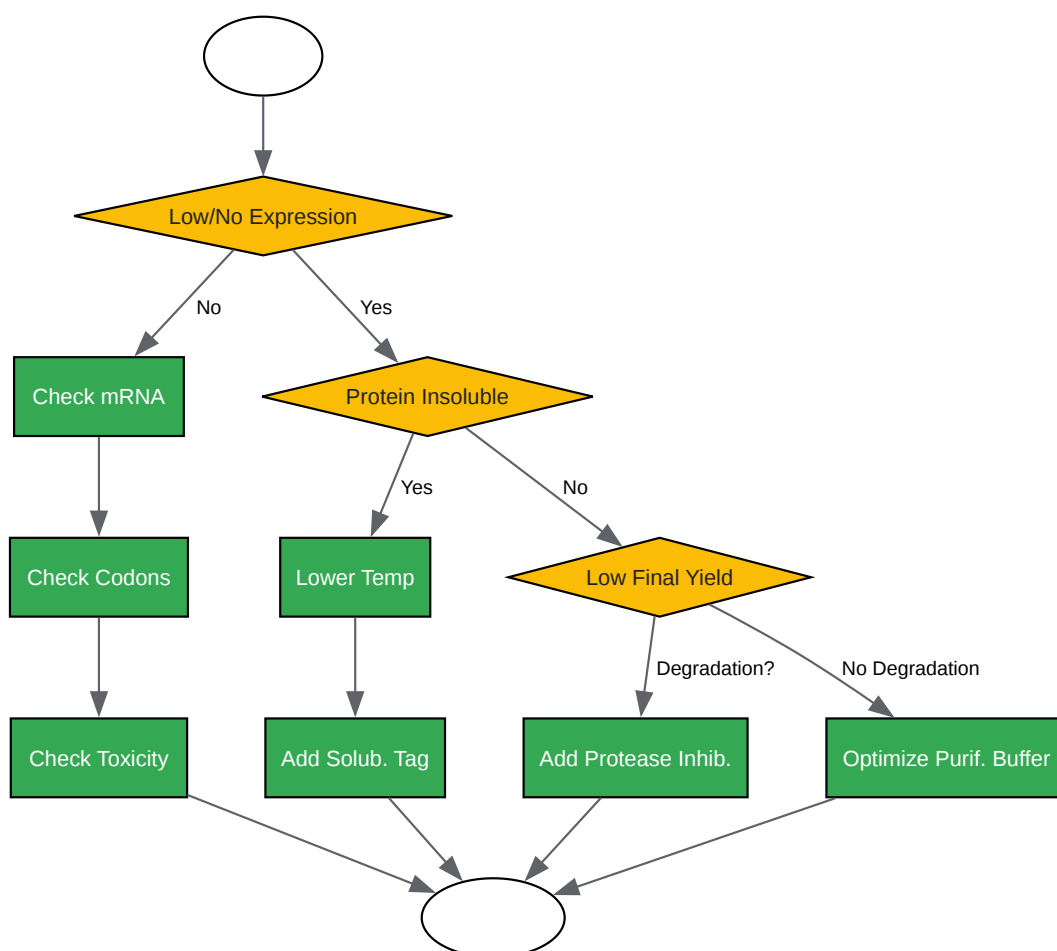 Low/No Expression
No
Yes
Check mRNA
Protein Insoluble
Yes
No
Check Codons
Lower Temp
Low Final Yield
Degradation?
No Degradation
Check Toxicity
Add Solub. Tag
Add Protease Inhib.
Optimize Purif. Buffer